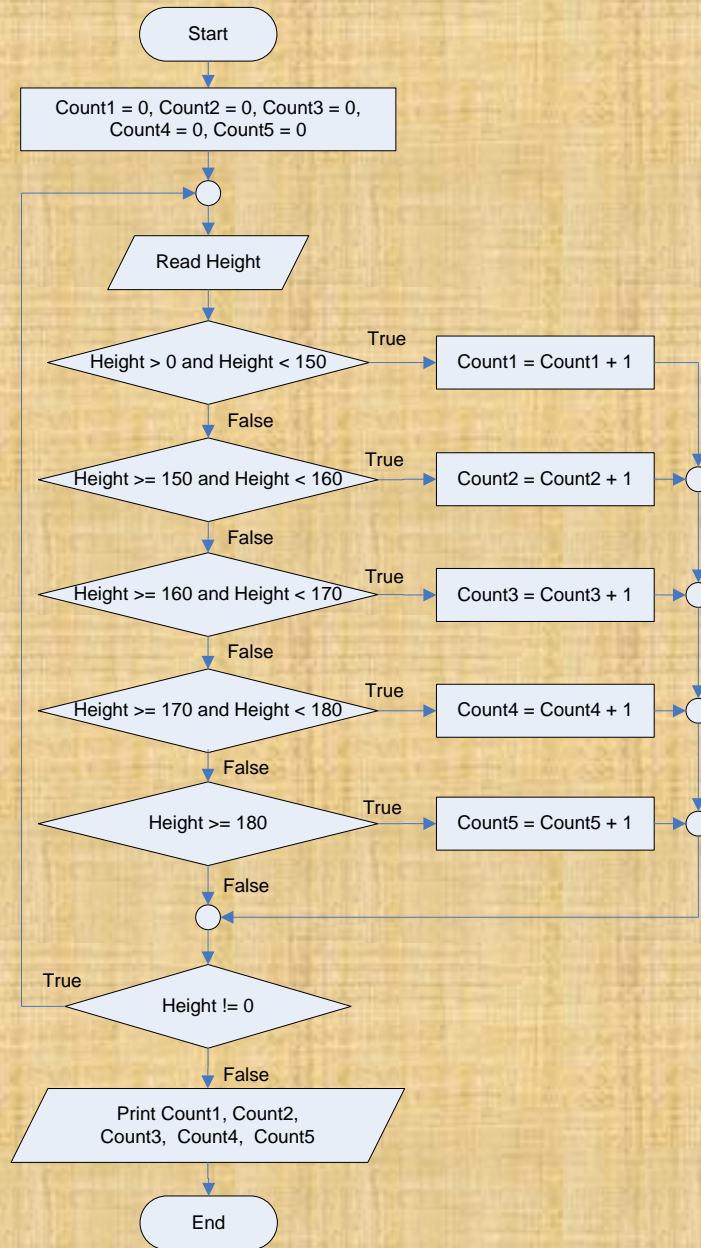 Start
Count1 = 0, Count2 = 0, Count3 = 0,
Count4 = 0, Count5 = 0
Read Height
Height > 0 and Height < 150
True
Count1 = Count1 + 1
False
Height >= 150 and Height < 160
True
Count2 = Count2 + 1
False
Height >= 160 and Height < 170
True
Count3 = Count3 + 1
False
Height >= 170 and Height < 180
True
Count4 = Count4 + 1
False
Height >= 180
True
Count5 = Count5 + 1
False
True
Height != 0
False
Print Count1, Count2,
Count3, Count4, Count5
End